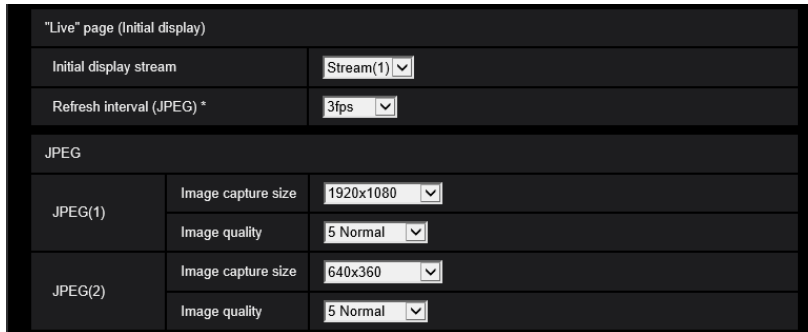 "Live" page (Initial display)
Initial display stream Stream(1)
Refresh interval (JPEG) * 3fps
JPEG
JPEG(1)
Image capture size 1920x1080
Image quality 5 Normal
JPEG(2)
Image capture size 640x360
Image quality 5 Normal